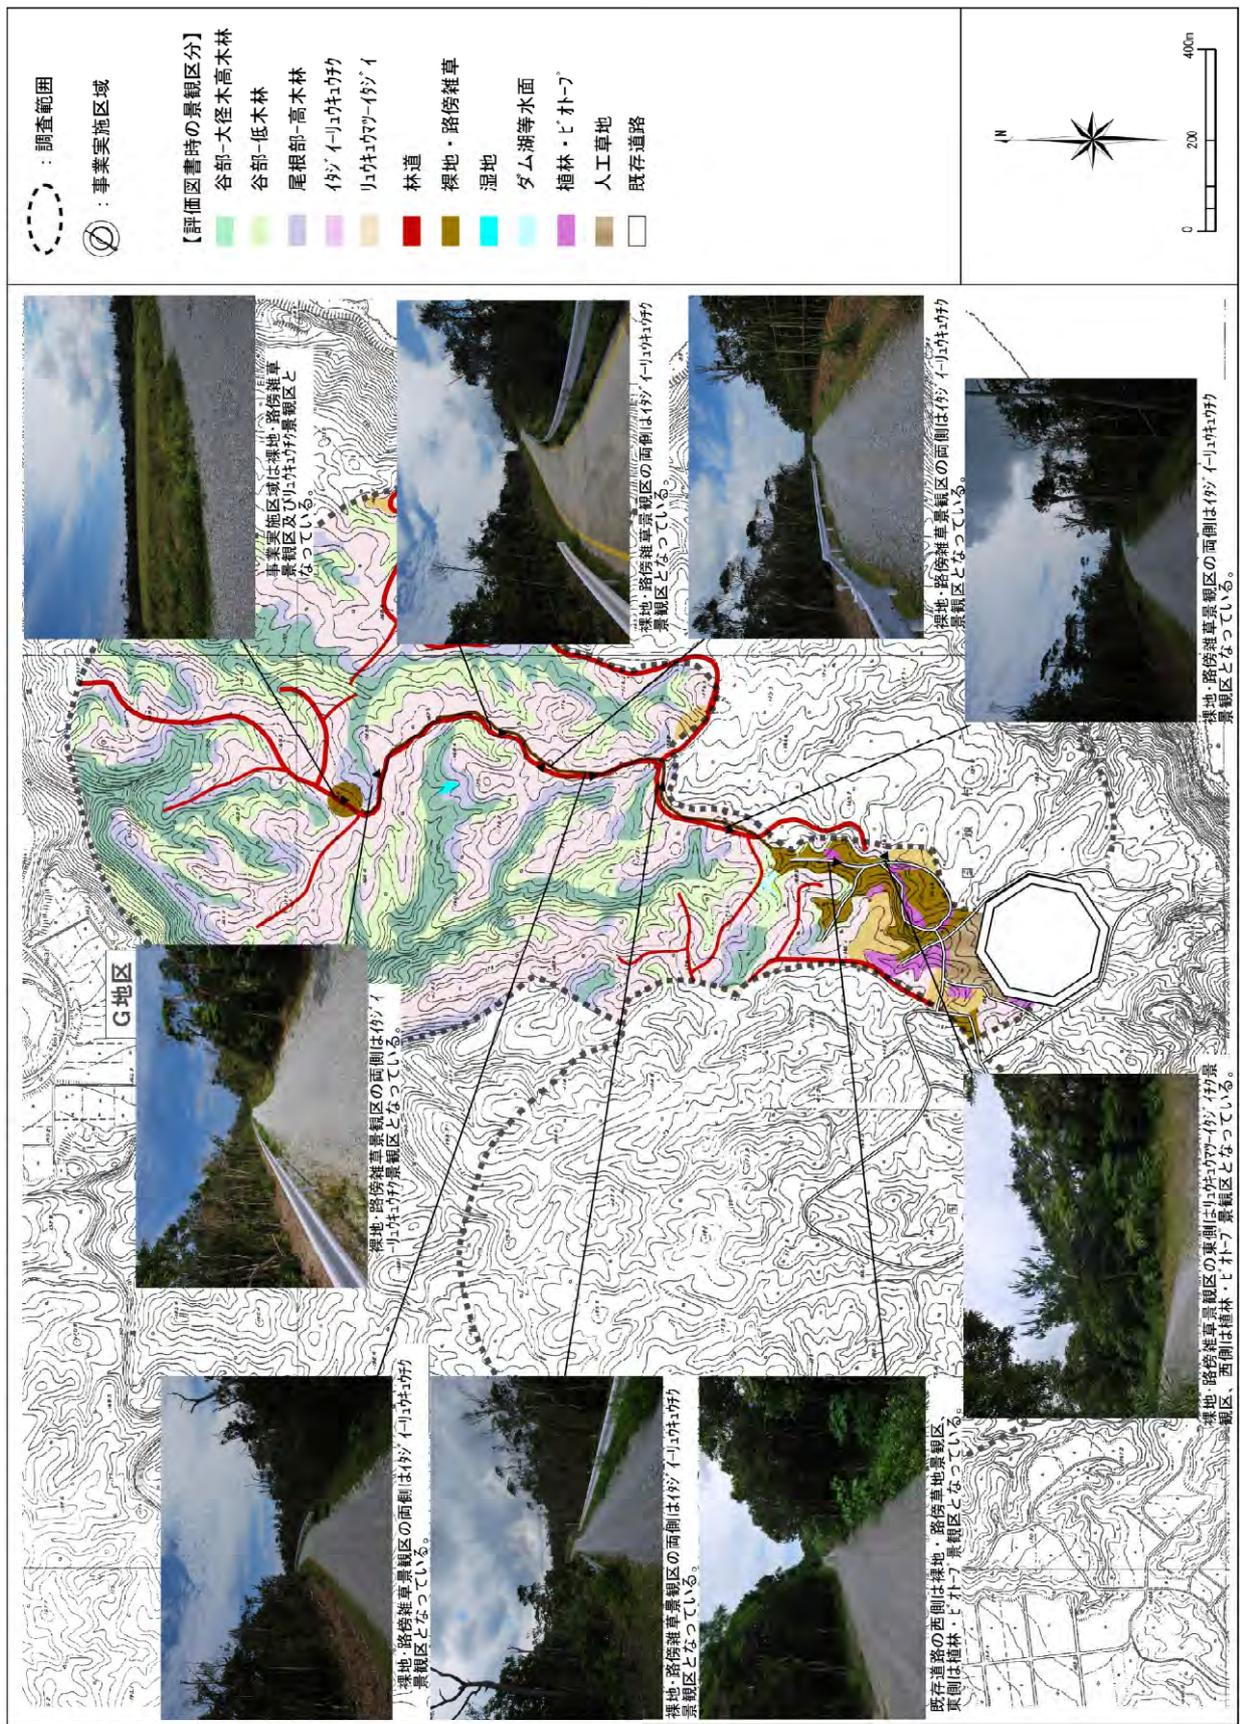 ：調査範囲
：事業実施区域
【評価図書時の景観区分】
谷部-大径木高木林
谷部-低木林
尾根部-高木林
ｲﾀｼﾞｲｰﾘｭｳｷｭｳﾁｸ
ﾘｭｳｷｭｳﾏﾂｰｲﾀｼﾞｲ
林道
裸地・路傍雑草
湿地
ダム湖等水面
植林・ﾋﾞｵﾄｰﾌﾟ
人工草地
既存道路
N
0
200
400m
G地区
事業実施区域は裸地・路傍雑草
景観区及びﾘｭｳｷｭｳﾁｸ景観区と
なっている。
裸地・路傍雑草景観区の両側はｲﾀｼﾞｲｰﾘｭｳｷｭｳﾁｸ
景観区となっている。
裸地・路傍雑草景観区の両側はｲﾀｼﾞｲｰﾘｭｳｷｭｳﾁｸ
景観区となっている。
裸地・路傍雑草景観区の両側はｲﾀｼﾞｲｰﾘｭｳｷｭｳﾁｸ
景観区となっている。
裸地・路傍雑草景観区の両側はｲﾀｼﾞｲ
ｰﾘｭｳｷｭｳﾁｸ景観区となっている。
裸地・路傍雑草景観区の両側はｲﾀｼﾞｲｰﾘｭｳｷｭｳﾁｸ
景観区となっている。
裸地・路傍雑草景観区の両側はｲﾀｼﾞｲｰﾘｭｳｷｭｳﾁｸ
景観区となっている。
既存道路の西側は裸地・路傍草地景観区、
東側は植林・ﾋﾞｵﾄｰﾌﾟ景観区となっている。
裸地・路傍雑草景観区の東側はﾘｭｳｷｭｳﾏﾂｰｲﾀｼﾞｲﾁｸ景
観区、西側は植林・ﾋﾞｵﾄｰﾌﾟ景観区となっている。